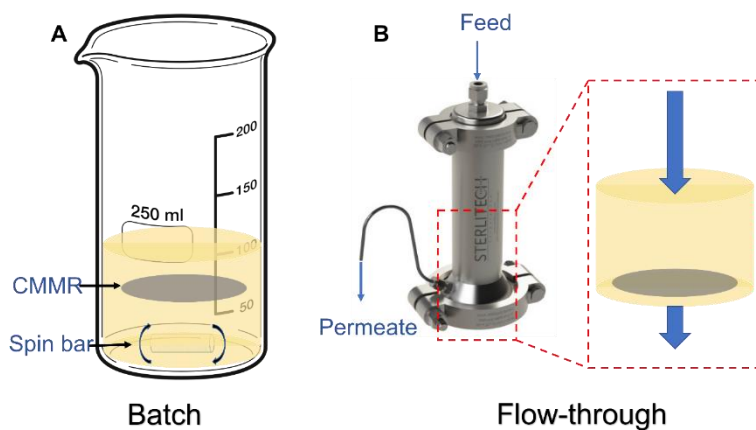 A
200
150
250 ml
100
50
CMMR
Spin bar
Batch
B
Feed
STERLITECH
Permeate
Flow-through